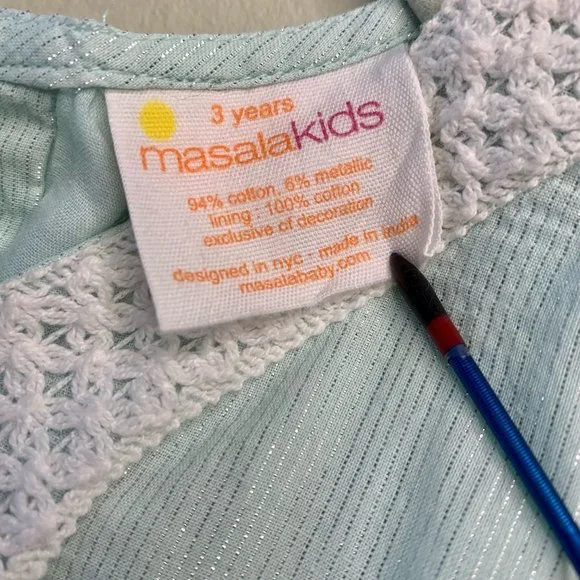 3 years
masalakids
94% cotton, 6% metallic
lining - 100% cotton
exclusive of decoration
designed in nyc - made in india
masalababy.com